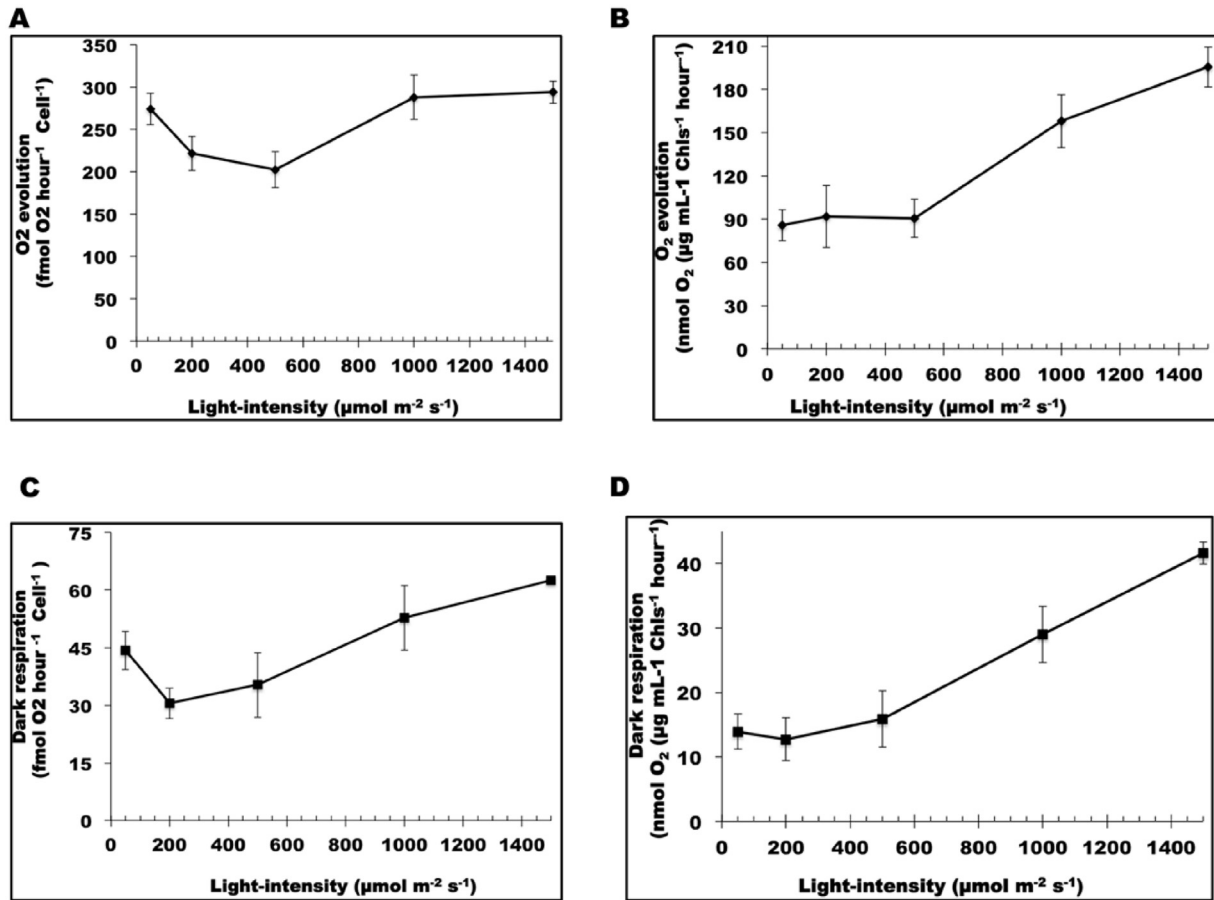 A
O2 evolution
(fmol O2 hour⁻¹ Cell⁻¹)
350
300
250
200
150
100
50
0
0 200 400 600 800 1000 1200 1400
Light-intensity (µmol m⁻² s⁻¹)
B
O₂ evolution
(nmol O₂ (µg mL-1 Chls⁻¹ hour⁻¹)
210
180
150
120
90
60
30
0
0 200 400 600 800 1000 1200 1400
Light-intensity (µmol m⁻² s⁻¹)
C
Dark respiration
(fmol O2 hour ⁻¹ Cell⁻¹)
75
60
45
30
15
0
0 200 400 600 800 1000 1200 1400
Light-intensity (µmol m⁻² s⁻¹)
D
Dark respiration
(nmol O₂ (µg mL-1 Chls⁻¹ hour⁻¹)
40
30
20
10
0
0 200 400 600 800 1000 1200 1400
Light-intensity (µmol m⁻² s⁻¹)